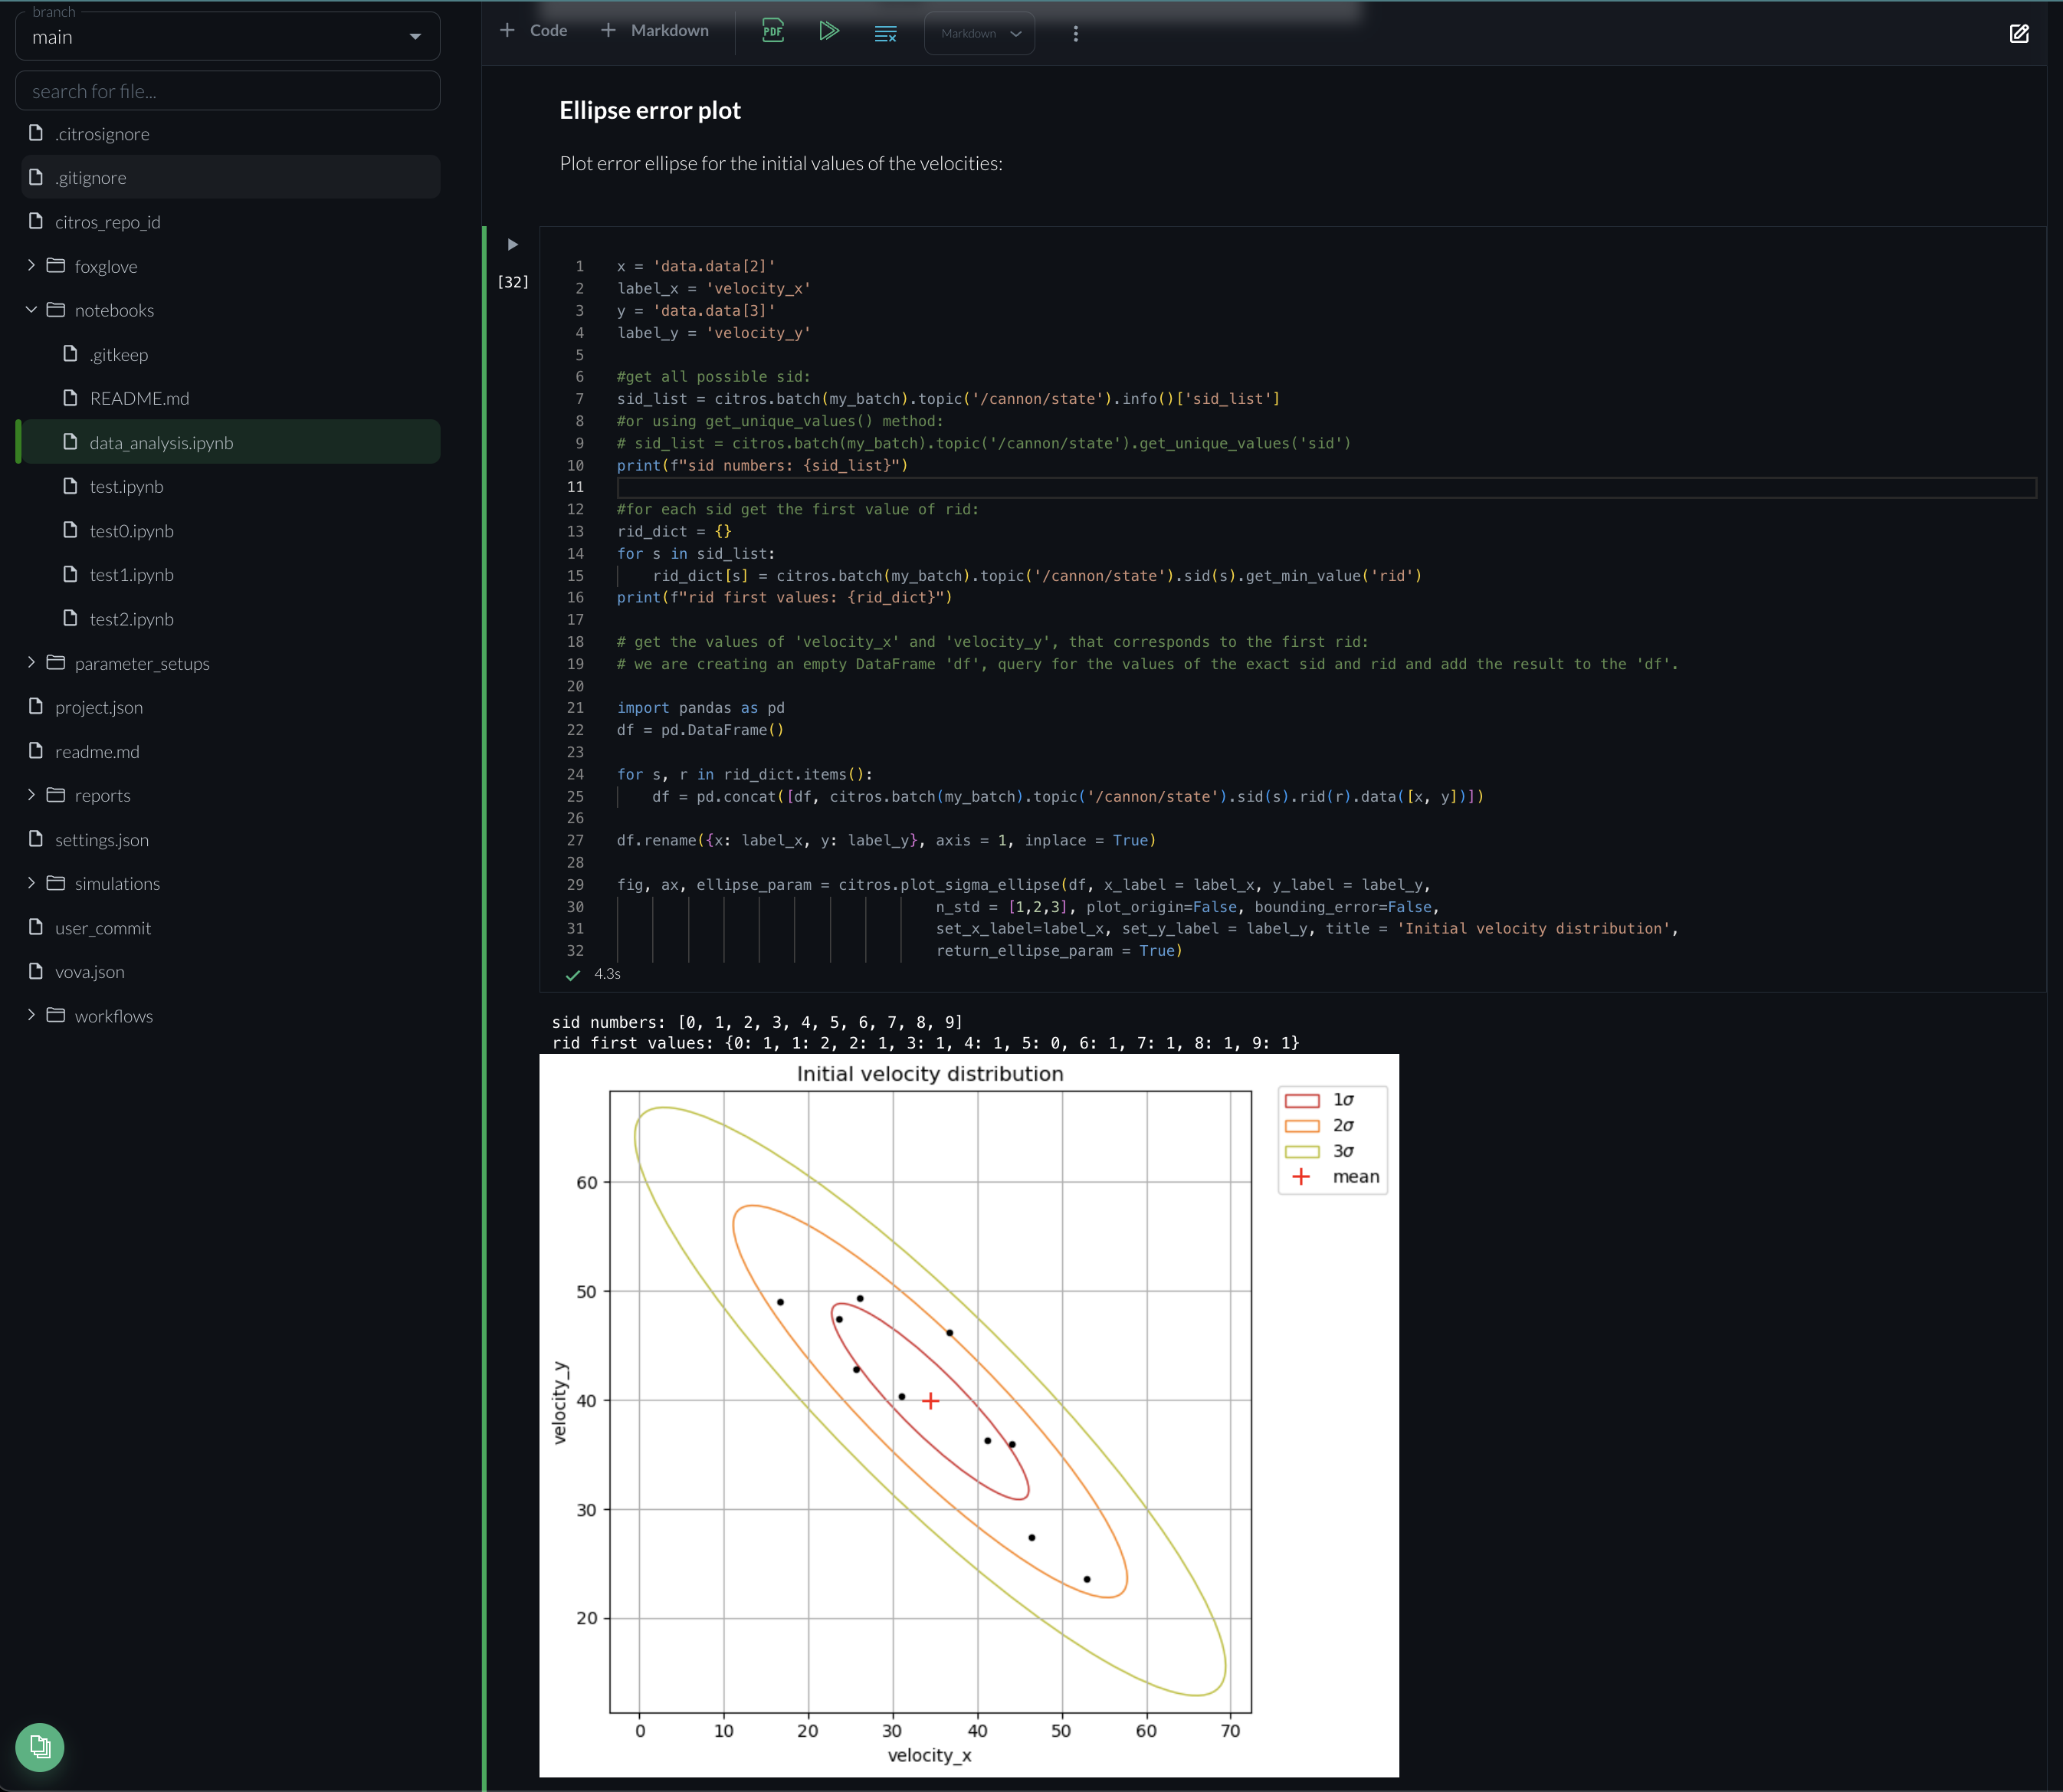 branch
main
search for file...
.citrosignore
.gitignore
citros_repo_id
foxglove
notebooks
.gitkeep
README.md
data_analysis.ipynb
test.ipynb
test0.ipynb
test1.ipynb
test2.ipynb
parameter_setups
project.json
readme.md
reports
settings.json
simulations
user_commit
vova.json
workflows
+ Code + Markdown PDF Markdown
Ellipse error plot
Plot error ellipse for the initial values of the velocities:
[32]
1 x = 'data.data[2]'
2 label_x = 'velocity_x'
3 y = 'data.data[3]'
4 label_y = 'velocity_y'
5
6 #get all possible sid:
7 sid_list = citros.batch(my_batch).topic('/cannon/state').info()['sid_list']
8 #or using get_unique_values() method:
9 # sid_list = citros.batch(my_batch).topic('/cannon/state').get_unique_values('sid')
10 print(f"sid numbers: {sid_list}")
11
12 #for each sid get the first value of rid:
13 rid_dict = {}
14 for s in sid_list:
15     rid_dict[s] = citros.batch(my_batch).topic('/cannon/state').sid(s).get_min_value('rid')
16 print(f"rid first values: {rid_dict}")
17
18 # get the values of 'velocity_x' and 'velocity_y', that corresponds to the first rid:
19 # we are creating an empty DataFrame 'df', query for the values of the exact sid and rid and add the result to the 'df'.
20
21 import pandas as pd
22 df = pd.DataFrame()
23
24 for s, r in rid_dict.items():
25     df = pd.concat([df, citros.batch(my_batch).topic('/cannon/state').sid(s).rid(r).data([x, y])])
26
27 df.rename({x: label_x, y: label_y}, axis = 1, inplace = True)
28
29 fig, ax, ellipse_param = citros.plot_sigma_ellipse(df, x_label = label_x, y_label = label_y,
30                                     n_std = [1,2,3], plot_origin=False, bounding_error=False,
31                                     set_x_label=label_x, set_y_label = label_y, title = 'Initial velocity distribution',
32                                     return_ellipse_param = True)
4.3s
sid numbers: [0, 1, 2, 3, 4, 5, 6, 7, 8, 9]
rid first values: {0: 1, 1: 2, 2: 1, 3: 1, 4: 1, 5: 0, 6: 1, 7: 1, 8: 1, 9: 1}
Initial velocity distribution
1σ
2σ
3σ
mean
60
50
40
30
20
velocity_y
0 10 20 30 40 50 60 70
velocity_x